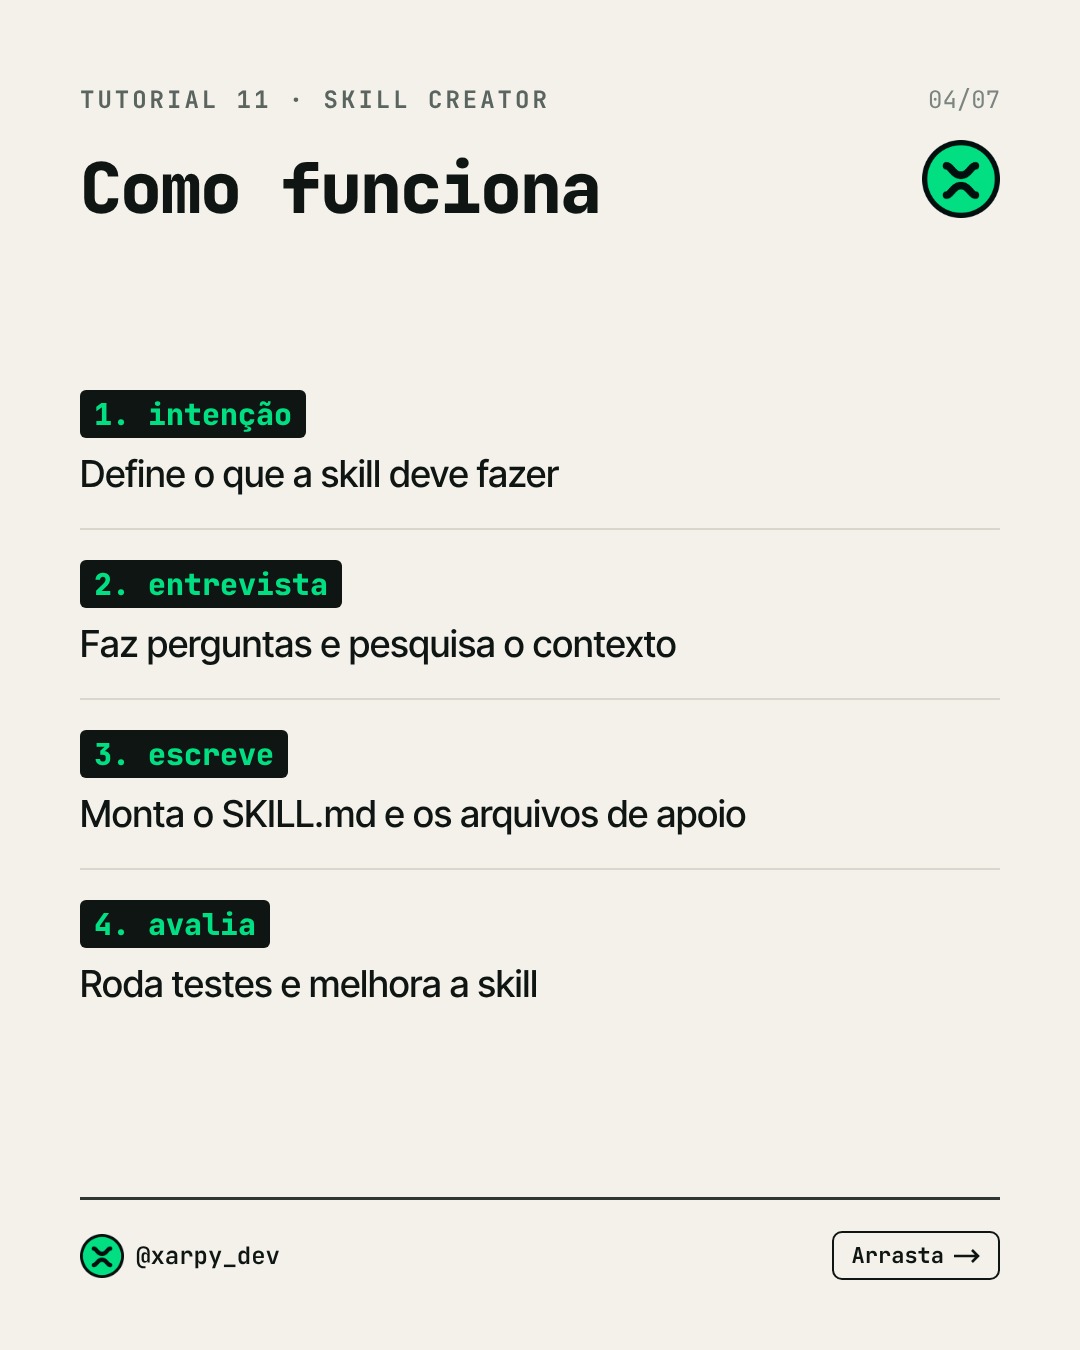 TUTORIAL 11 · SKILL CREATOR
04/07
Como funciona
1. intenção
Define o que a skill deve fazer
2. entrevista
Faz perguntas e pesquisa o contexto
3. escreve
Monta o SKILL.md e os arquivos de apoio
4. avalia
Roda testes e melhora a skill
@xarpy_dev
Arrasta →